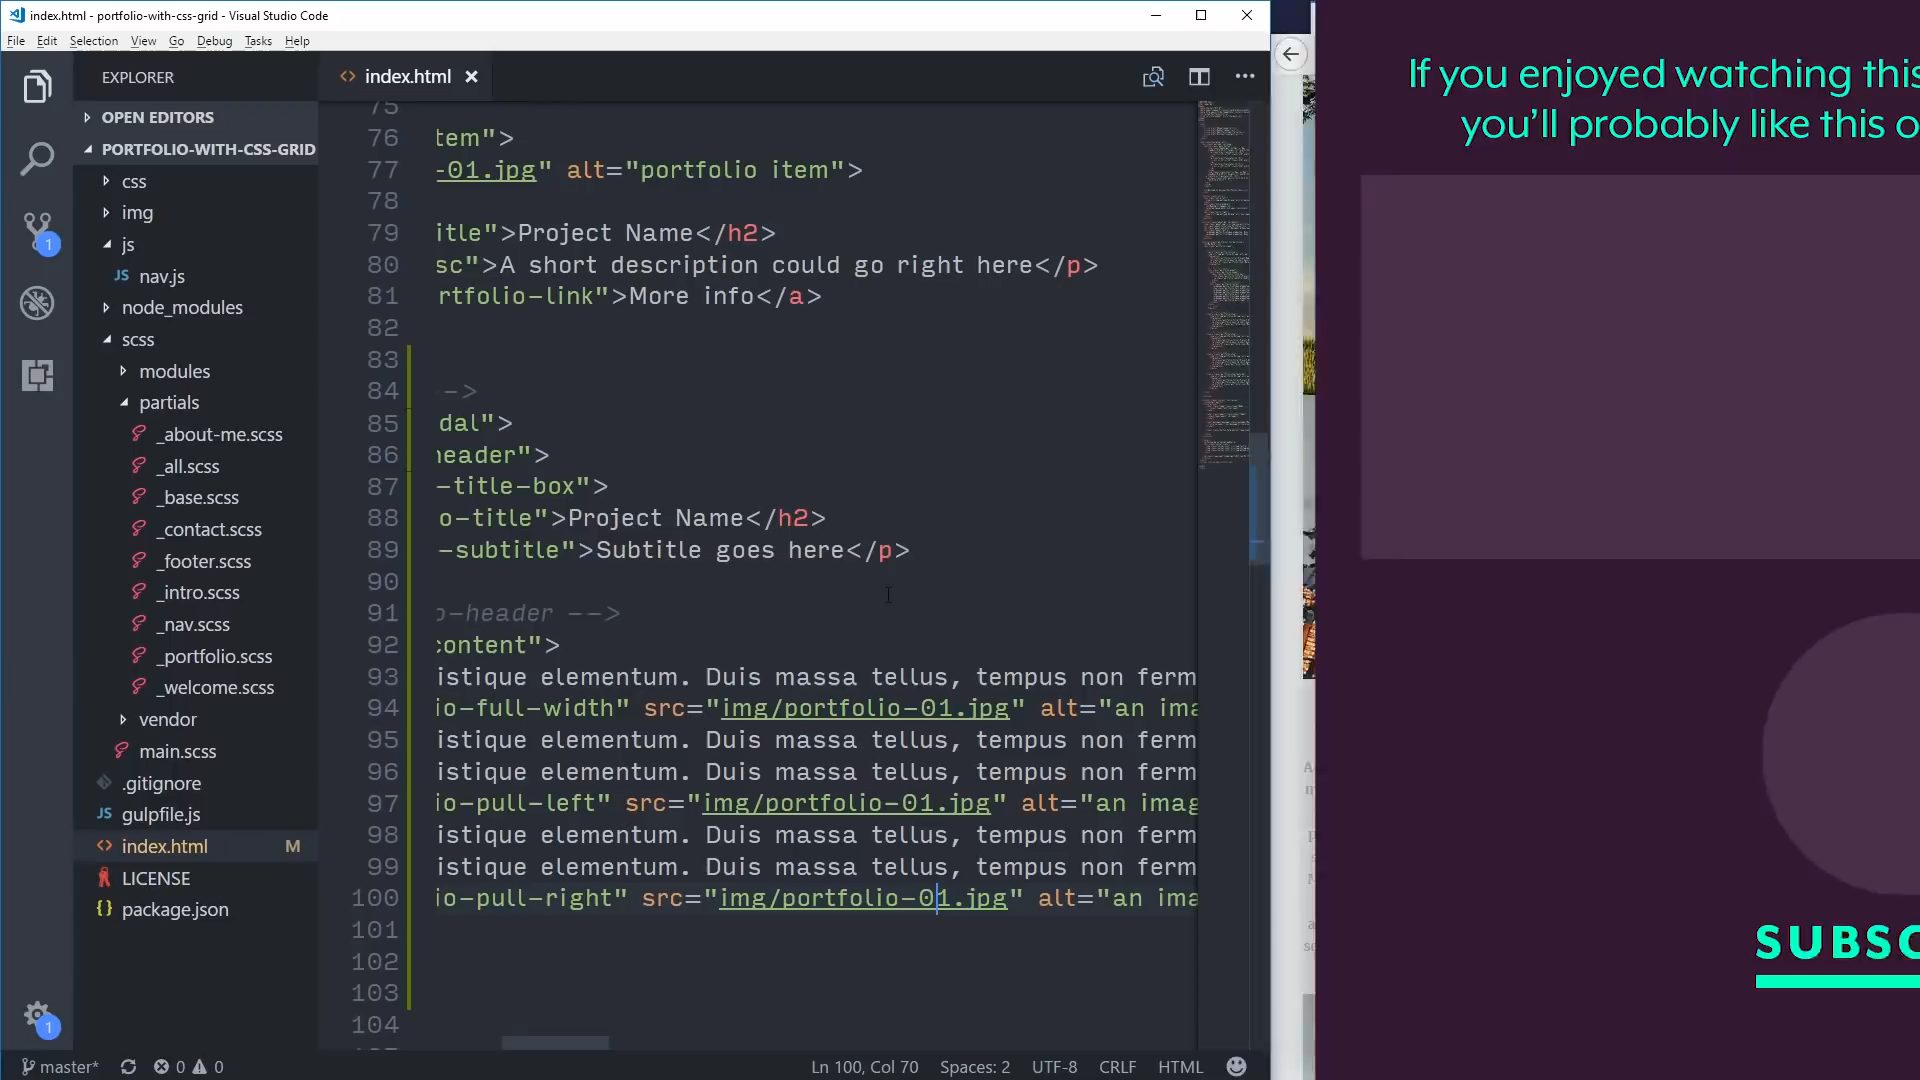 index.html - portfolio-with-css-grid - Visual Studio Code
File Edit Selection View Go Debug Tasks Help
EXPLORER
OPEN EDITORS
PORTFOLIO-WITH-CSS-GRID
css
img
js
JS nav.js
node_modules
scss
modules
partials
_about-me.scss
_all.scss
_base.scss
_contact.scss
_footer.scss
_intro.scss
_nav.scss
_portfolio.scss
_welcome.scss
vendor
main.scss
.gitignore
JS gulpfile.js
<> index.html M
LICENSE
{} package.json
1
1
<> index.html ×
75
76 tem">
77 -01.jpg" alt="portfolio item">
78
79 itle">Project Name</h2>
80 sc">A short description could go right here</p>
81 rtfolio-link">More info</a>
82
83
84 -->
85 dal">
86 header">
87 -title-box">
88 o-title">Project Name</h2>
89 -subtitle">Subtitle goes here</p>
90
91 o-header -->
92 content">
93 istique elementum. Duis massa tellus, tempus non ferm
94 io-full-width" src="img/portfolio-01.jpg" alt="an ima
95 istique elementum. Duis massa tellus, tempus non ferm
96 istique elementum. Duis massa tellus, tempus non ferm
97 io-pull-left" src="img/portfolio-01.jpg" alt="an imag
98 istique elementum. Duis massa tellus, tempus non ferm
99 istique elementum. Duis massa tellus, tempus non ferm
100 io-pull-right" src="img/portfolio-01.jpg" alt="an ima
101
102
103
104
master* 0 0 Ln 100, Col 70 Spaces: 2 UTF-8 CRLF HTML
If you enjoyed watching this
you'll probably like this o
SUBSC